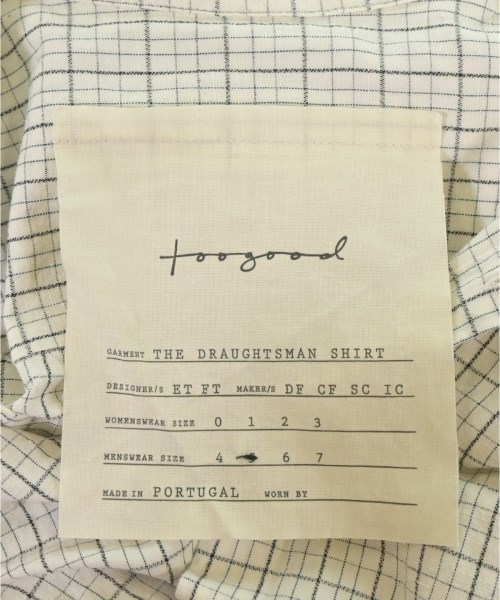 toogood
GARMENT THE DRAUGHTSMAN SHIRT
DESIGNER/S ET FT MAKER/S DF CF SC IC
WOMENSWEAR SIZE 0 1 2 3
MENSWEAR SIZE 4 6 7
MADE IN PORTUGAL WORN BY